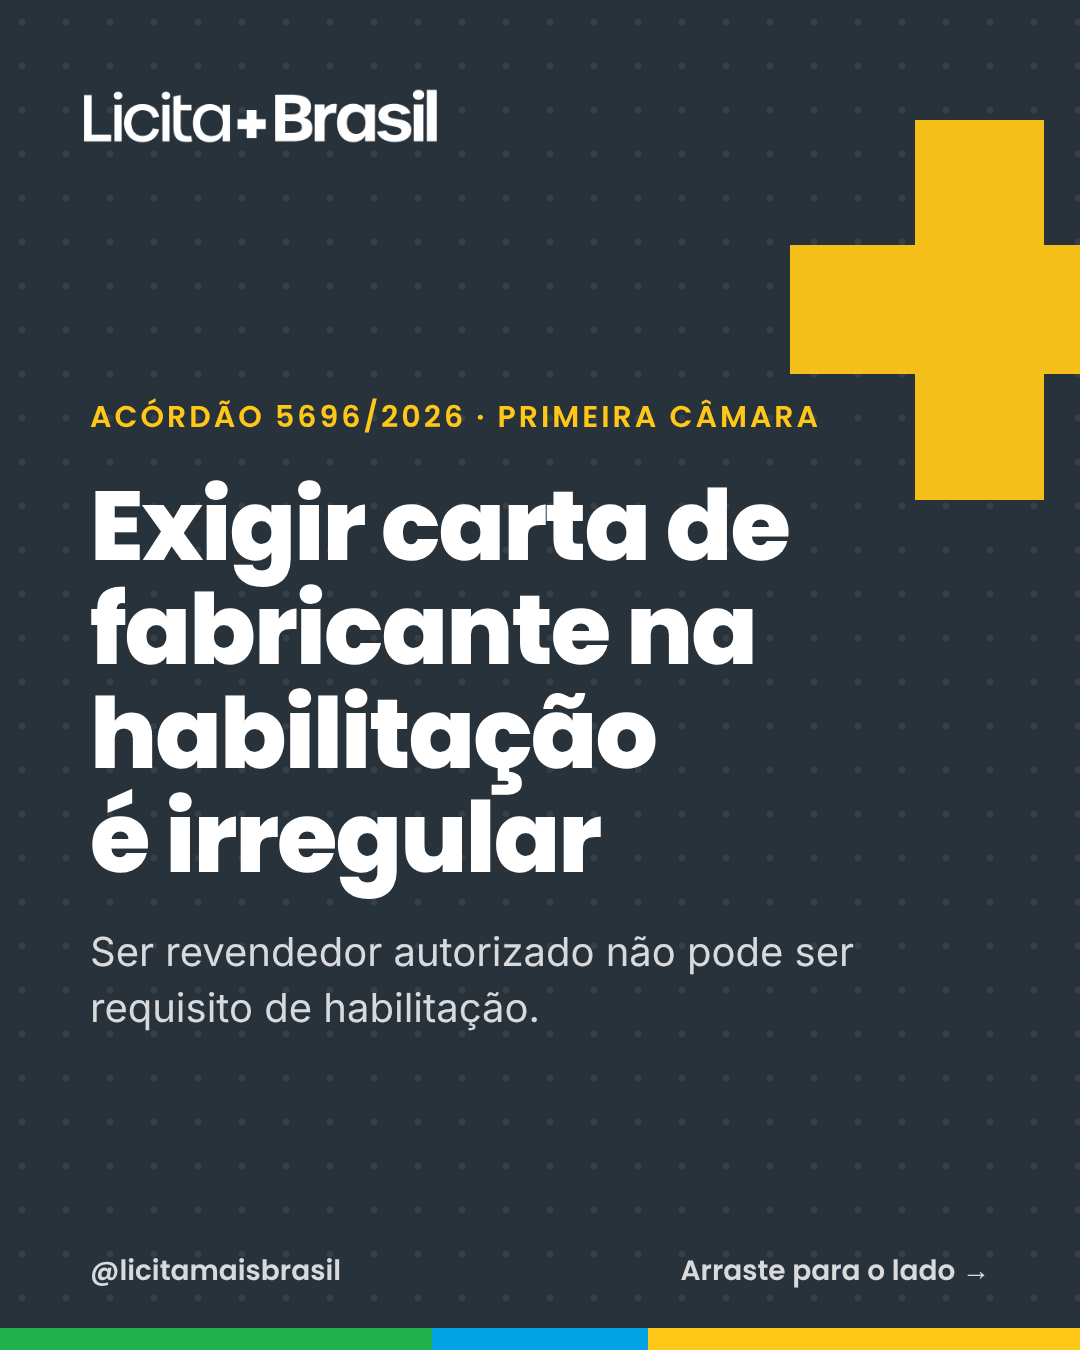 Licita+Brasil
ACÓRDÃO 5696/2026 · PRIMEIRA CÂMARA
Exigir carta de
fabricante na
habilitação
é irregular
Ser revendedor autorizado não pode ser
requisito de habilitação.
@licitamaisbrasil
Arraste para o lado →